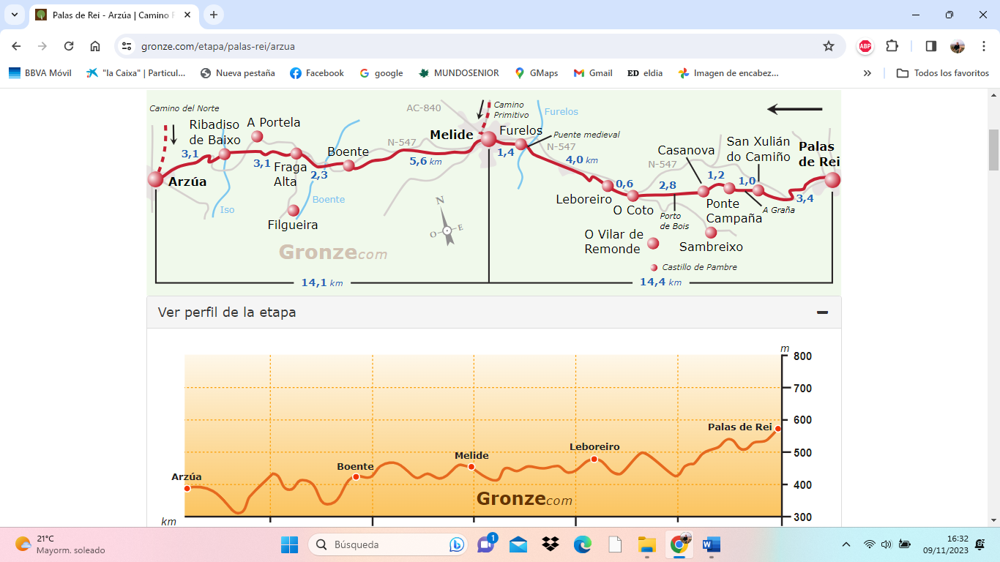 Palas de Rei - Arzúa | Camino F
gronze.com/etapa/palas-rei/arzua
ABP
BBVA Móvil
"la Caixa" | Particul...
Nueva pestaña
Facebook
google
MUNDOSENIOR
GMaps
Gmail
ED eldia
Imagen de encabez...
Todos los favoritos
Camino del Norte
Ribadiso
de Baixo
A Portela
AC-840
Camino
Primitivo
Furelos
Melide
Furelos
Puente medieval
N-547
N-547
Boente
San Xulián
do Camiño
Palas
de Rei
Casanova
N-547
3,1
3,1
Fraga
Alta
2,3
5,6 km
1,4
4,0 km
0,6
2,8
1,2
1,0
3,4
Arzúa
Iso
Boente
Filgueira
N
O
E
Leboreiro
O Coto
Porto
de Bois
Ponte
Campaña
A Graña
O Vilar de
Remonde
Sambreixo
Castillo de Pambre
Gronze.com
14,1 km
14,4 km
Ver perfil de la etapa
m
800
700
600
500
400
300
Palas de Rei
Leboreiro
Melide
Boente
Arzúa
Gronze.com
km
21°C
Mayorm. soleado
Búsqueda
1
16:32
09/11/2023